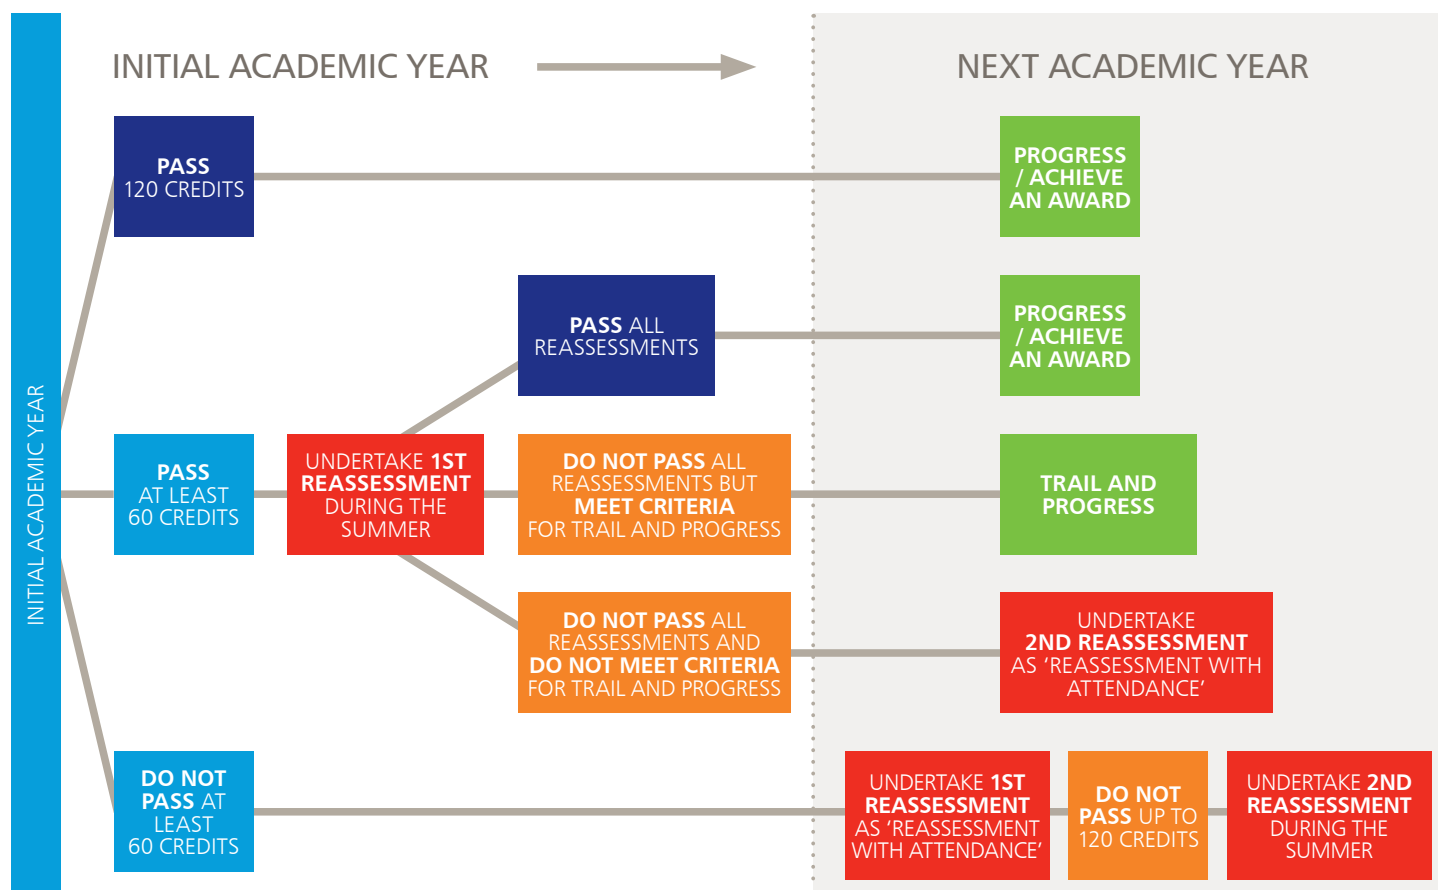 INITIAL ACADEMIC YEAR
NEXT ACADEMIC YEAR
INITIAL ACADEMIC YEAR
PASS
120 CREDITS
PROGRESS
/ ACHIEVE
AN AWARD
PASS ALL
REASSESSMENTS
PROGRESS
/ ACHIEVE
AN AWARD
PASS
AT LEAST
60 CREDITS
UNDERTAKE 1ST
REASSESSMENT
DURING THE
SUMMER
DO NOT PASS ALL
REASSESSMENTS BUT
MEET CRITERIA
FOR TRAIL AND PROGRESS
TRAIL AND
PROGRESS
DO NOT PASS ALL
REASSESSMENTS AND
DO NOT MEET CRITERIA
FOR TRAIL AND PROGRESS
UNDERTAKE
2ND REASSESSMENT
AS ‘REASSESSMENT WITH
ATTENDANCE’
DO NOT
PASS AT
LEAST
60 CREDITS
UNDERTAKE 1ST
REASSESSMENT
AS ‘REASSESSMENT
WITH ATTENDANCE’
DO NOT
PASS UP TO
120 CREDITS
UNDERTAKE 2ND
REASSESSMENT
DURING THE
SUMMER